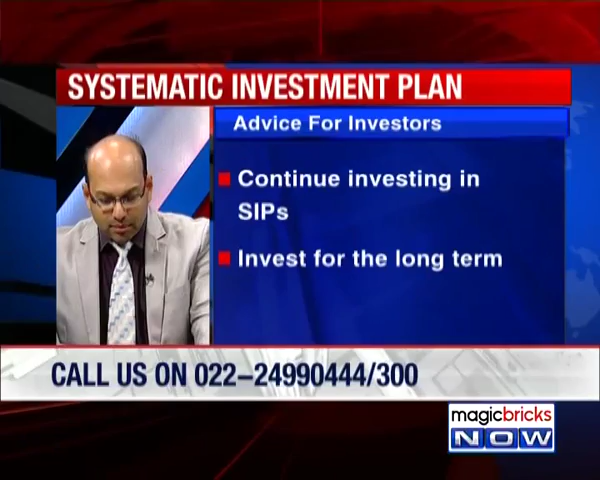 SYSTEMATIC INVESTMENT PLAN
Advice For Investors
Continue investing in
SIPs
Invest for the long term
CALL US ON 022–24990444/300
magicbricks
NOW